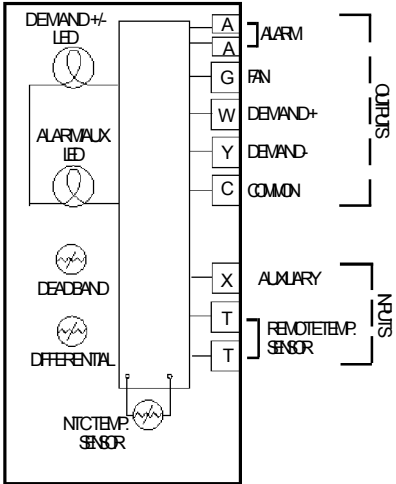 DEMAND+/-
LED
ALARM/AUX
LED
DEADBAND
DIFFERENTIAL
NTC TEMP.
SENSOR
A
A
ALARM
G FAN
W DEMAND+
Y DEMAND-
C COMMON
OUTPUTS
X AUXILIARY
T
T
REMOTE TEMP.
SENSOR
INPUTS